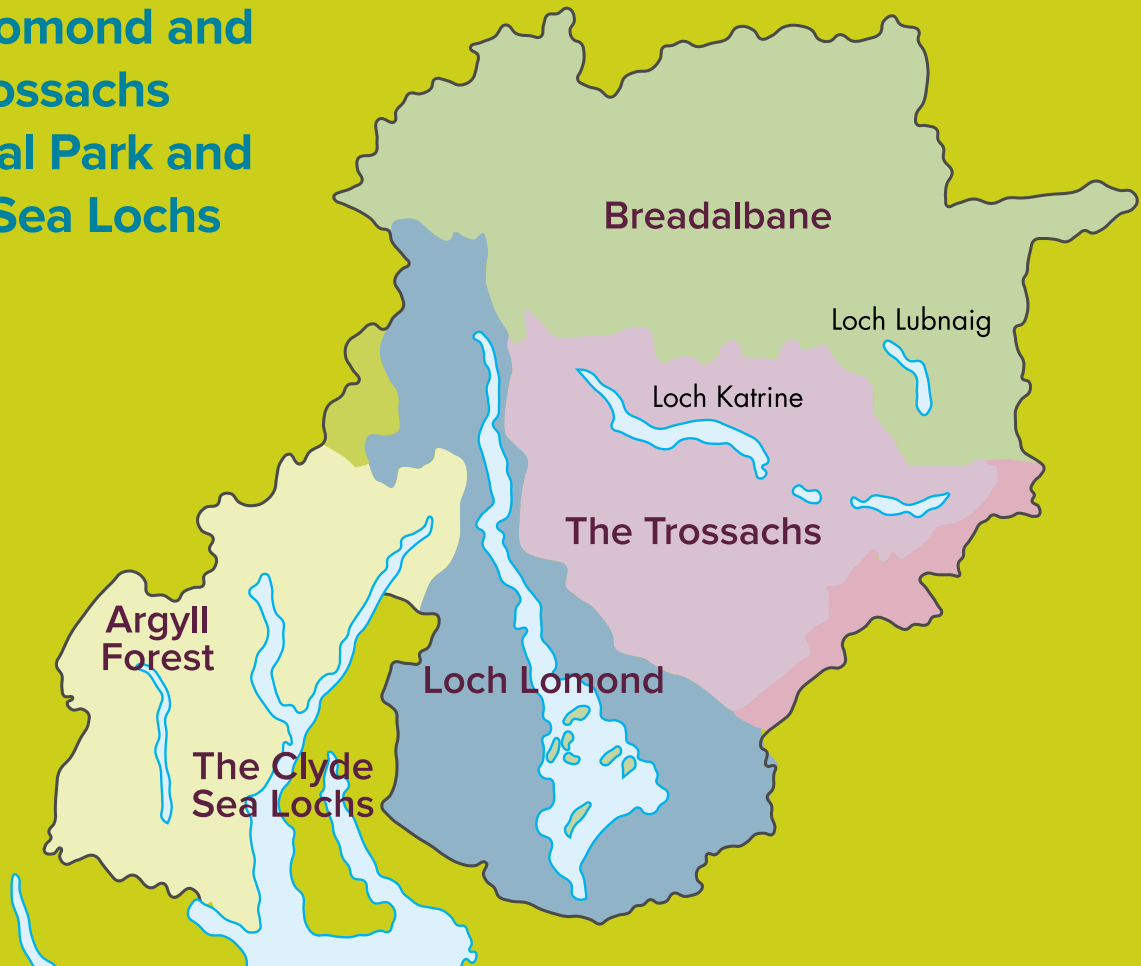 omond and
ossachs
al Park and
Sea Lochs
Breadalbane
Loch Lubnaig
Loch Katrine
The Trossachs
Argyll
Forest
Loch Lomond
The Clyde
Sea Lochs